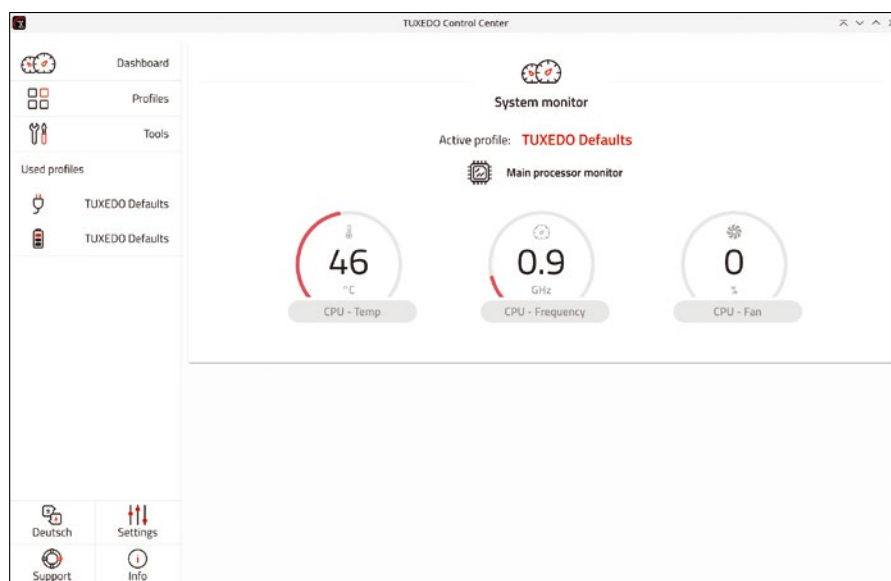 TUXEDO Control Center
Dashboard
Profiles
Tools
Used profiles
TUXEDO Defaults
TUXEDO Defaults
System monitor
Active profile: TUXEDO Defaults
Main processor monitor
46
°C
CPU - Temp
0.9
GHz
CPU - Frequency
0
%
CPU - Fan
Deutsch
Settings
Support
Info